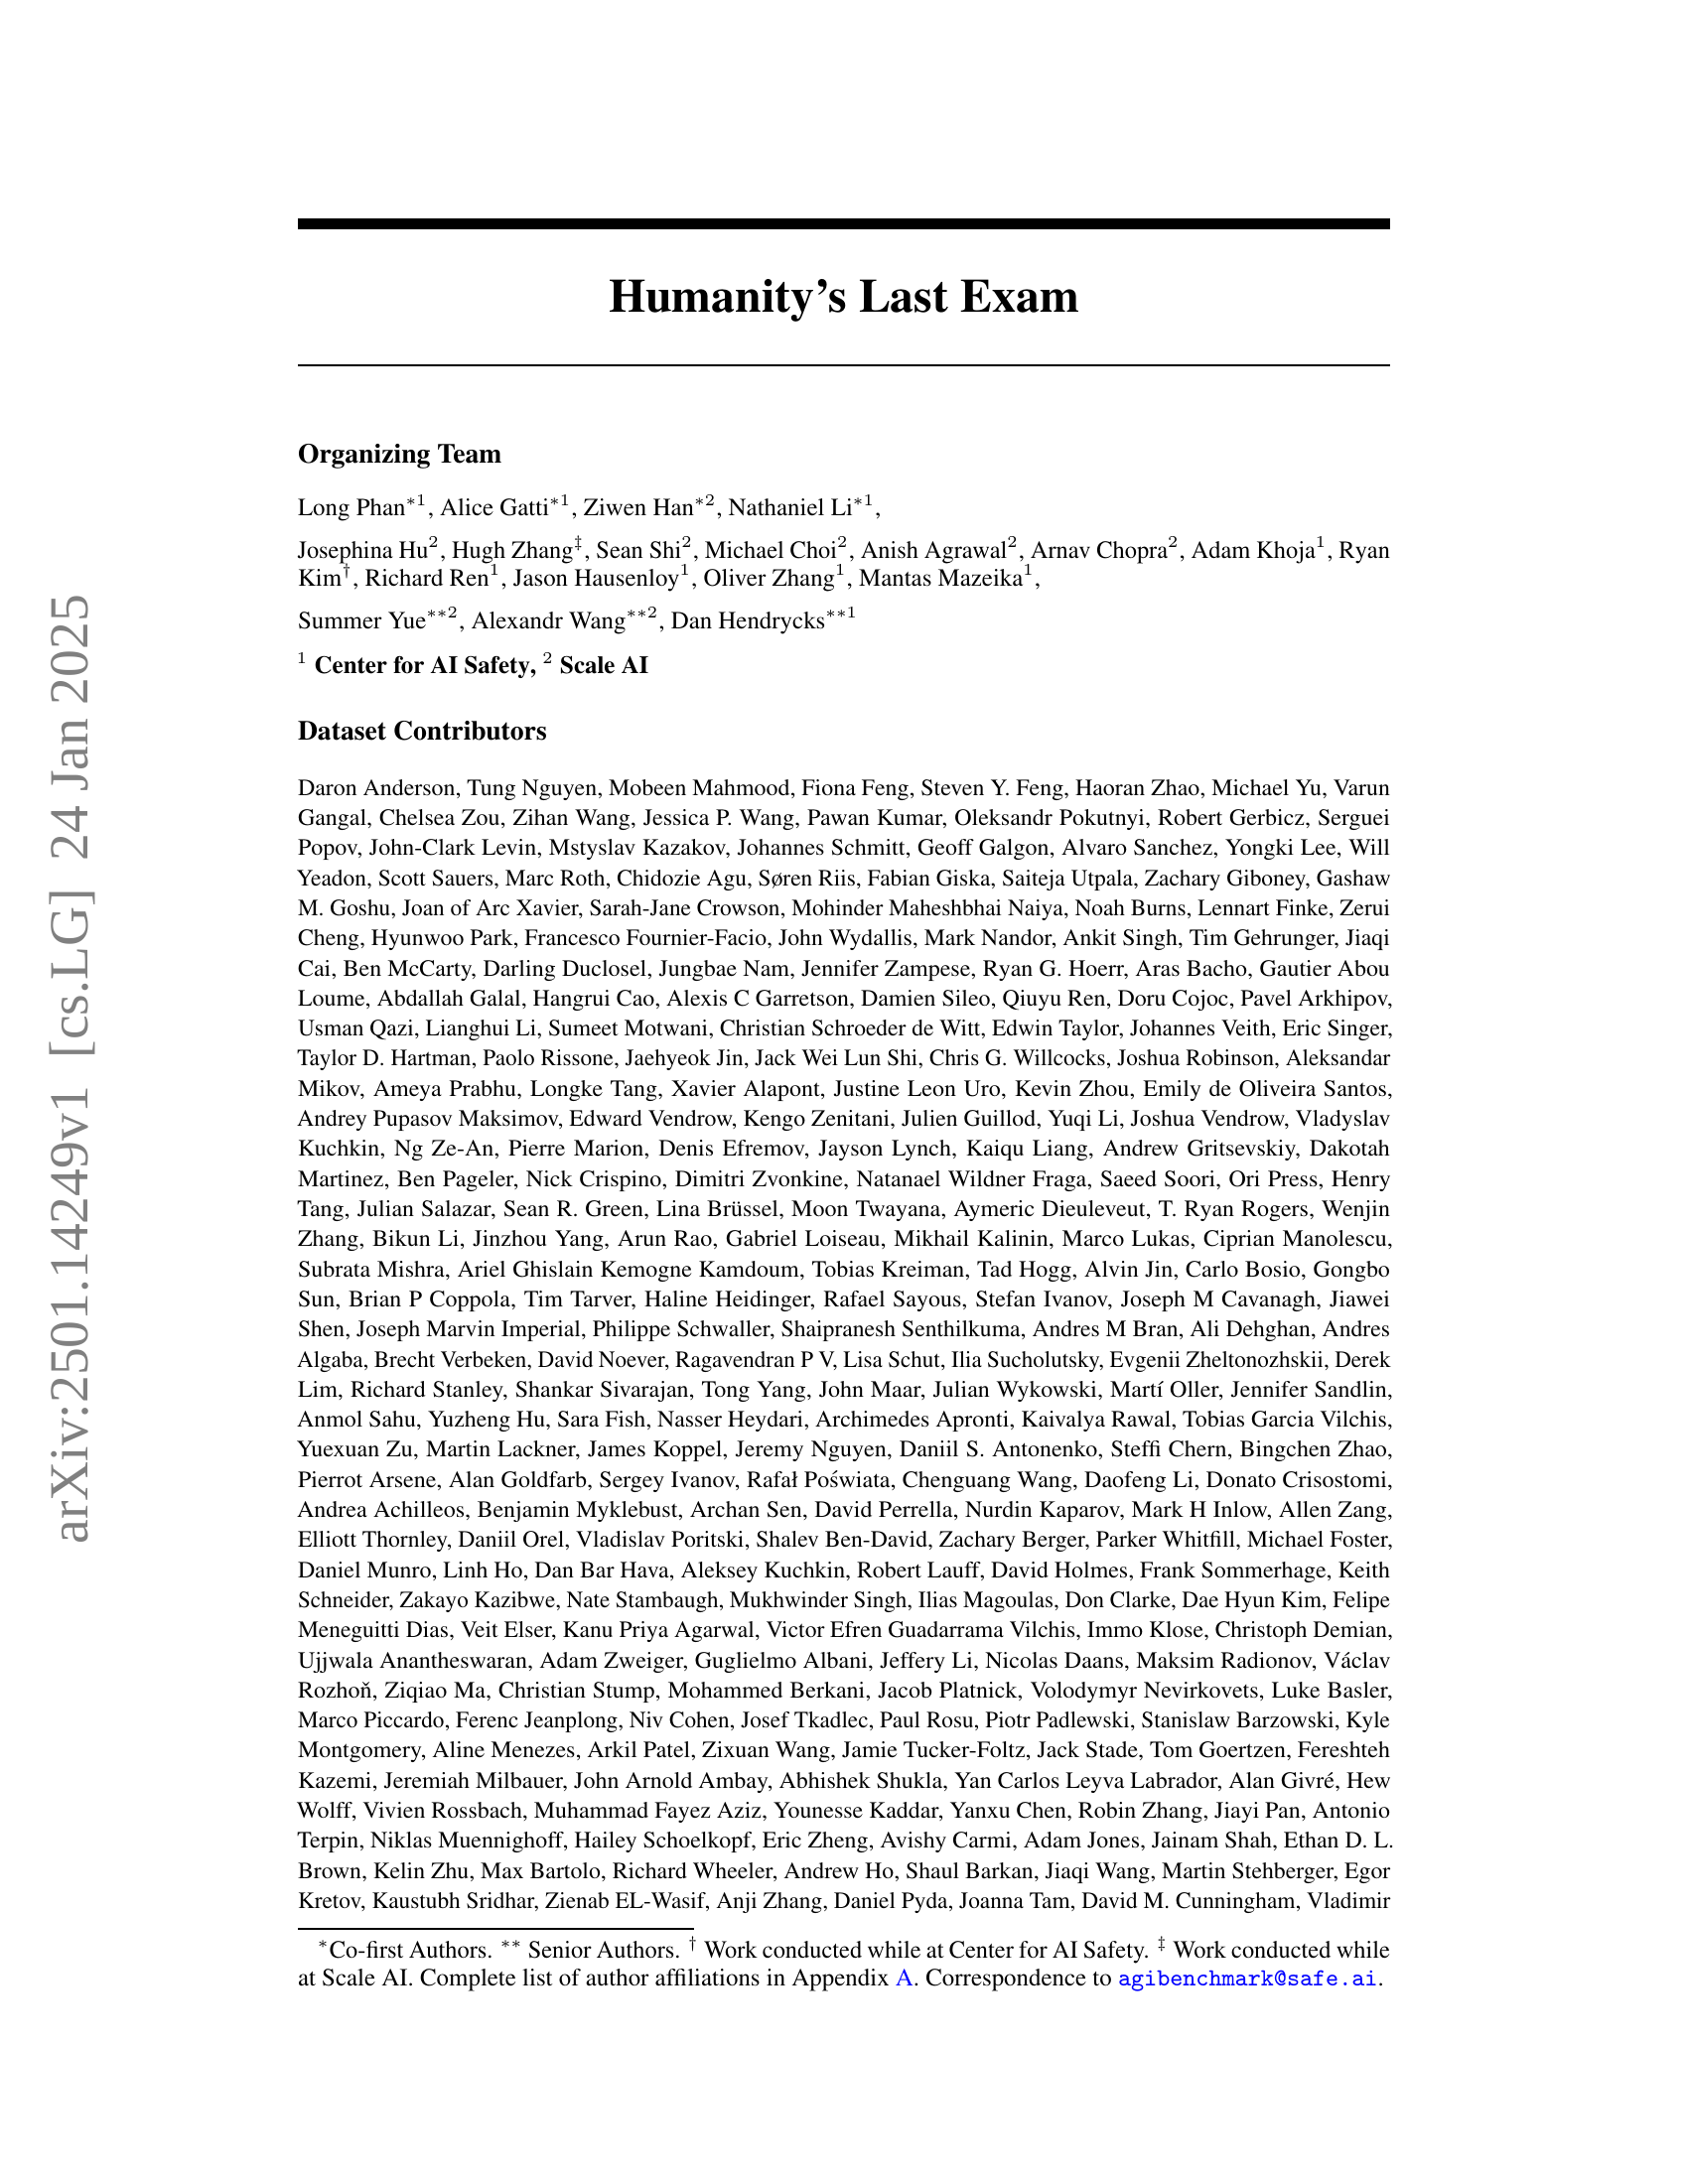 arXiv:2501.14249v1 [cs.LG] 24 Jan 2025
Humanity's Last Exam
Organizing Team
Long Phan*1, Alice Gatti*1, Ziwen Han*2, Nathaniel Li*1,
Josephina Hu2, Hugh Zhang‡, Sean Shi2, Michael Choi2, Anish Agrawal2, Arnav Chopra2, Adam Khoja1, Ryan
Kim†, Richard Ren1, Jason Hausenloy1, Oliver Zhang1, Mantas Mazeika1,
Summer Yue**2, Alexandr Wang**2, Dan Hendrycks**1
1 Center for AI Safety, 2 Scale AI
Dataset Contributors
Daron Anderson, Tung Nguyen, Mobeen Mahmood, Fiona Feng, Steven Y. Feng, Haoran Zhao, Michael Yu, Varun
Gangal, Chelsea Zou, Zihan Wang, Jessica P. Wang, Pawan Kumar, Oleksandr Pokutnyi, Robert Gerbicz, Serguei
Popov, John-Clark Levin, Mstyslav Kazakov, Johannes Schmitt, Geoff Galgon, Alvaro Sanchez, Yongki Lee, Will
Yeadon, Scott Sauers, Marc Roth, Chidozie Agu, Søren Riis, Fabian Giska, Saiteja Utpala, Zachary Giboney, Gashaw
M. Goshu, Joan of Arc Xavier, Sarah-Jane Crowson, Mohinder Maheshbhai Naiya, Noah Burns, Lennart Finke, Zerui
Cheng, Hyunwoo Park, Francesco Fournier-Facio, John Wydallis, Mark Nandor, Ankit Singh, Tim Gehrunger, Jiaqi
Cai, Ben McCarty, Darling Duclosel, Jungbae Nam, Jennifer Zampese, Ryan G. Hoerr, Aras Bacho, Gautier Abou
Loume, Abdallah Galal, Hangrui Cao, Alexis C Garretson, Damien Sileo, Qiuyu Ren, Doru Cojoc, Pavel Arkhipov,
Usman Qazi, Lianghui Li, Sumeet Motwani, Christian Schroeder de Witt, Edwin Taylor, Johannes Veith, Eric Singer,
Taylor D. Hartman, Paolo Rissone, Jaehyeok Jin, Jack Wei Lun Shi, Chris G. Willcocks, Joshua Robinson, Aleksandar
Mikov, Ameya Prabhu, Longke Tang, Xavier Alapont, Justine Leon Uro, Kevin Zhou, Emily de Oliveira Santos,
Andrey Pupasov Maksimov, Edward Vendrow, Kengo Zenitani, Julien Guillod, Yuqi Li, Joshua Vendrow, Vladyslav
Kuchkin, Ng Ze-An, Pierre Marion, Denis Efremov, Jayson Lynch, Kaiqu Liang, Andrew Gritsevskiy, Dakotah
Martinez, Ben Pageler, Nick Crispino, Dimitri Zvonkine, Natanael Wildner Fraga, Saeed Soori, Ori Press, Henry
Tang, Julian Salazar, Sean R. Green, Lina Brüssel, Moon Twayana, Aymeric Dieuleveut, T. Ryan Rogers, Wenjin
Zhang, Bikun Li, Jinzhou Yang, Arun Rao, Gabriel Loiseau, Mikhail Kalinin, Marco Lukas, Ciprian Manolescu,
Subrata Mishra, Ariel Ghislain Kemogne Kamdoum, Tobias Kreiman, Tad Hogg, Alvin Jin, Carlo Bosio, Gongbo
Sun, Brian P Coppola, Tim Tarver, Haline Heidinger, Rafael Sayous, Stefan Ivanov, Joseph M Cavanagh, Jiawei
Shen, Joseph Marvin Imperial, Philippe Schwaller, Shaipranesh Senthilkuma, Andres M Bran, Ali Dehghan, Andres
Algaba, Brecht Verbeken, David Noever, Ragavendran P V, Lisa Schut, Ilia Sucholutsky, Evgenii Zheltonozhskii, Derek
Lim, Richard Stanley, Shankar Sivarajan, Tong Yang, John Maar, Julian Wykowski, Martí Oller, Jennifer Sandlin,
Anmol Sahu, Yuzheng Hu, Sara Fish, Nasser Heydari, Archimedes Apronti, Kaivalya Rawal, Tobias Garcia Vilchis,
Yuexuan Zu, Martin Lackner, James Koppel, Jeremy Nguyen, Daniil S. Antonenko, Steffi Chern, Bingchen Zhao,
Pierrot Arsene, Alan Goldfarb, Sergey Ivanov, Rafał Poświata, Chenguang Wang, Daofeng Li, Donato Crisostomi,
Andrea Achilleos, Benjamin Myklebust, Archan Sen, David Perrella, Nurdin Kaparov, Mark H Inlow, Allen Zang,
Elliott Thornley, Daniil Orel, Vladislav Poritski, Shalev Ben-David, Zachary Berger, Parker Whitfill, Michael Foster,
Daniel Munro, Linh Ho, Dan Bar Hava, Aleksey Kuchkin, Robert Lauff, David Holmes, Frank Sommerhage, Keith
Schneider, Zakayo Kazibwe, Nate Stambaugh, Mukhwinder Singh, Ilias Magoulas, Don Clarke, Dae Hyun Kim, Felipe
Meneguitti Dias, Veit Elser, Kanu Priya Agarwal, Victor Efren Guadarrama Vilchis, Immo Klose, Christoph Demian,
Ujjwala Anantheswaran, Adam Zweiger, Guglielmo Albani, Jeffery Li, Nicolas Daans, Maksim Radionov, Václav
Rozhoň, Ziqiao Ma, Christian Stump, Mohammed Berkani, Jacob Platnick, Volodymyr Nevirkovets, Luke Basler,
Marco Piccardo, Ferenc Jeanplong, Niv Cohen, Josef Tkadlec, Paul Rosu, Piotr Padlewski, Stanislaw Barzowski, Kyle
Montgomery, Aline Menezes, Arkil Patel, Zixuan Wang, Jamie Tucker-Foltz, Jack Stade, Tom Goertzen, Fereshteh
Kazemi, Jeremiah Milbauer, John Arnold Ambay, Abhishek Shukla, Yan Carlos Leyva Labrador, Alan Givré, Hew
Wolff, Vivien Rossbach, Muhammad Fayez Aziz, Younesse Kaddar, Yanxu Chen, Robin Zhang, Jiayi Pan, Antonio
Terpin, Niklas Muennighoff, Hailey Schoelkopf, Eric Zheng, Avishy Carmi, Adam Jones, Jainam Shah, Ethan D. L.
Brown, Kelin Zhu, Max Bartolo, Richard Wheeler, Andrew Ho, Shaul Barkan, Jiaqi Wang, Martin Stehberger, Egor
Kretov, Kaustubh Sridhar, Zienab EL-Wasif, Anji Zhang, Daniel Pyda, Joanna Tam, David M. Cunningham, Vladimir
*Co-first Authors. ** Senior Authors. † Work conducted while at Center for AI Safety. ‡ Work conducted while
at Scale AI. Complete list of author affiliations in Appendix A. Correspondence to agibenchmark@safe.ai.